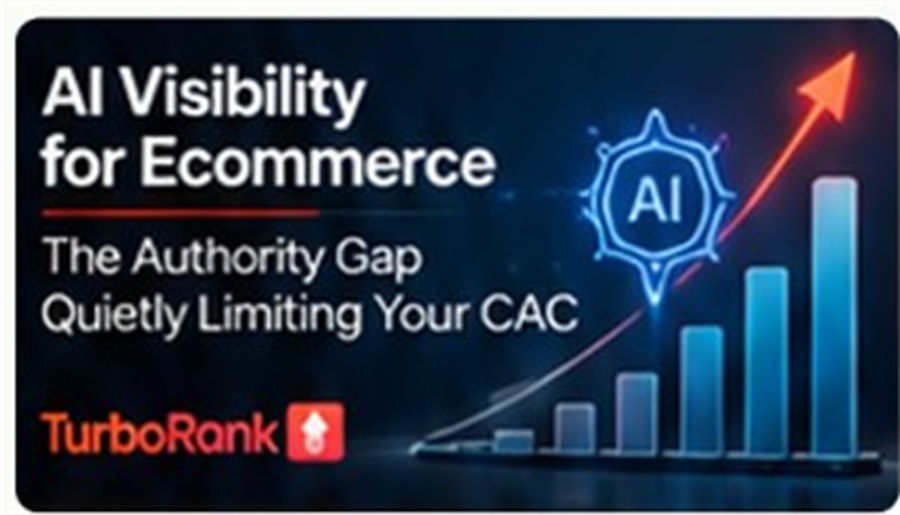 AI Visibility
for Ecommerce
The Authority Gap
Quietly Limiting Your CAC
AI
TurboRank